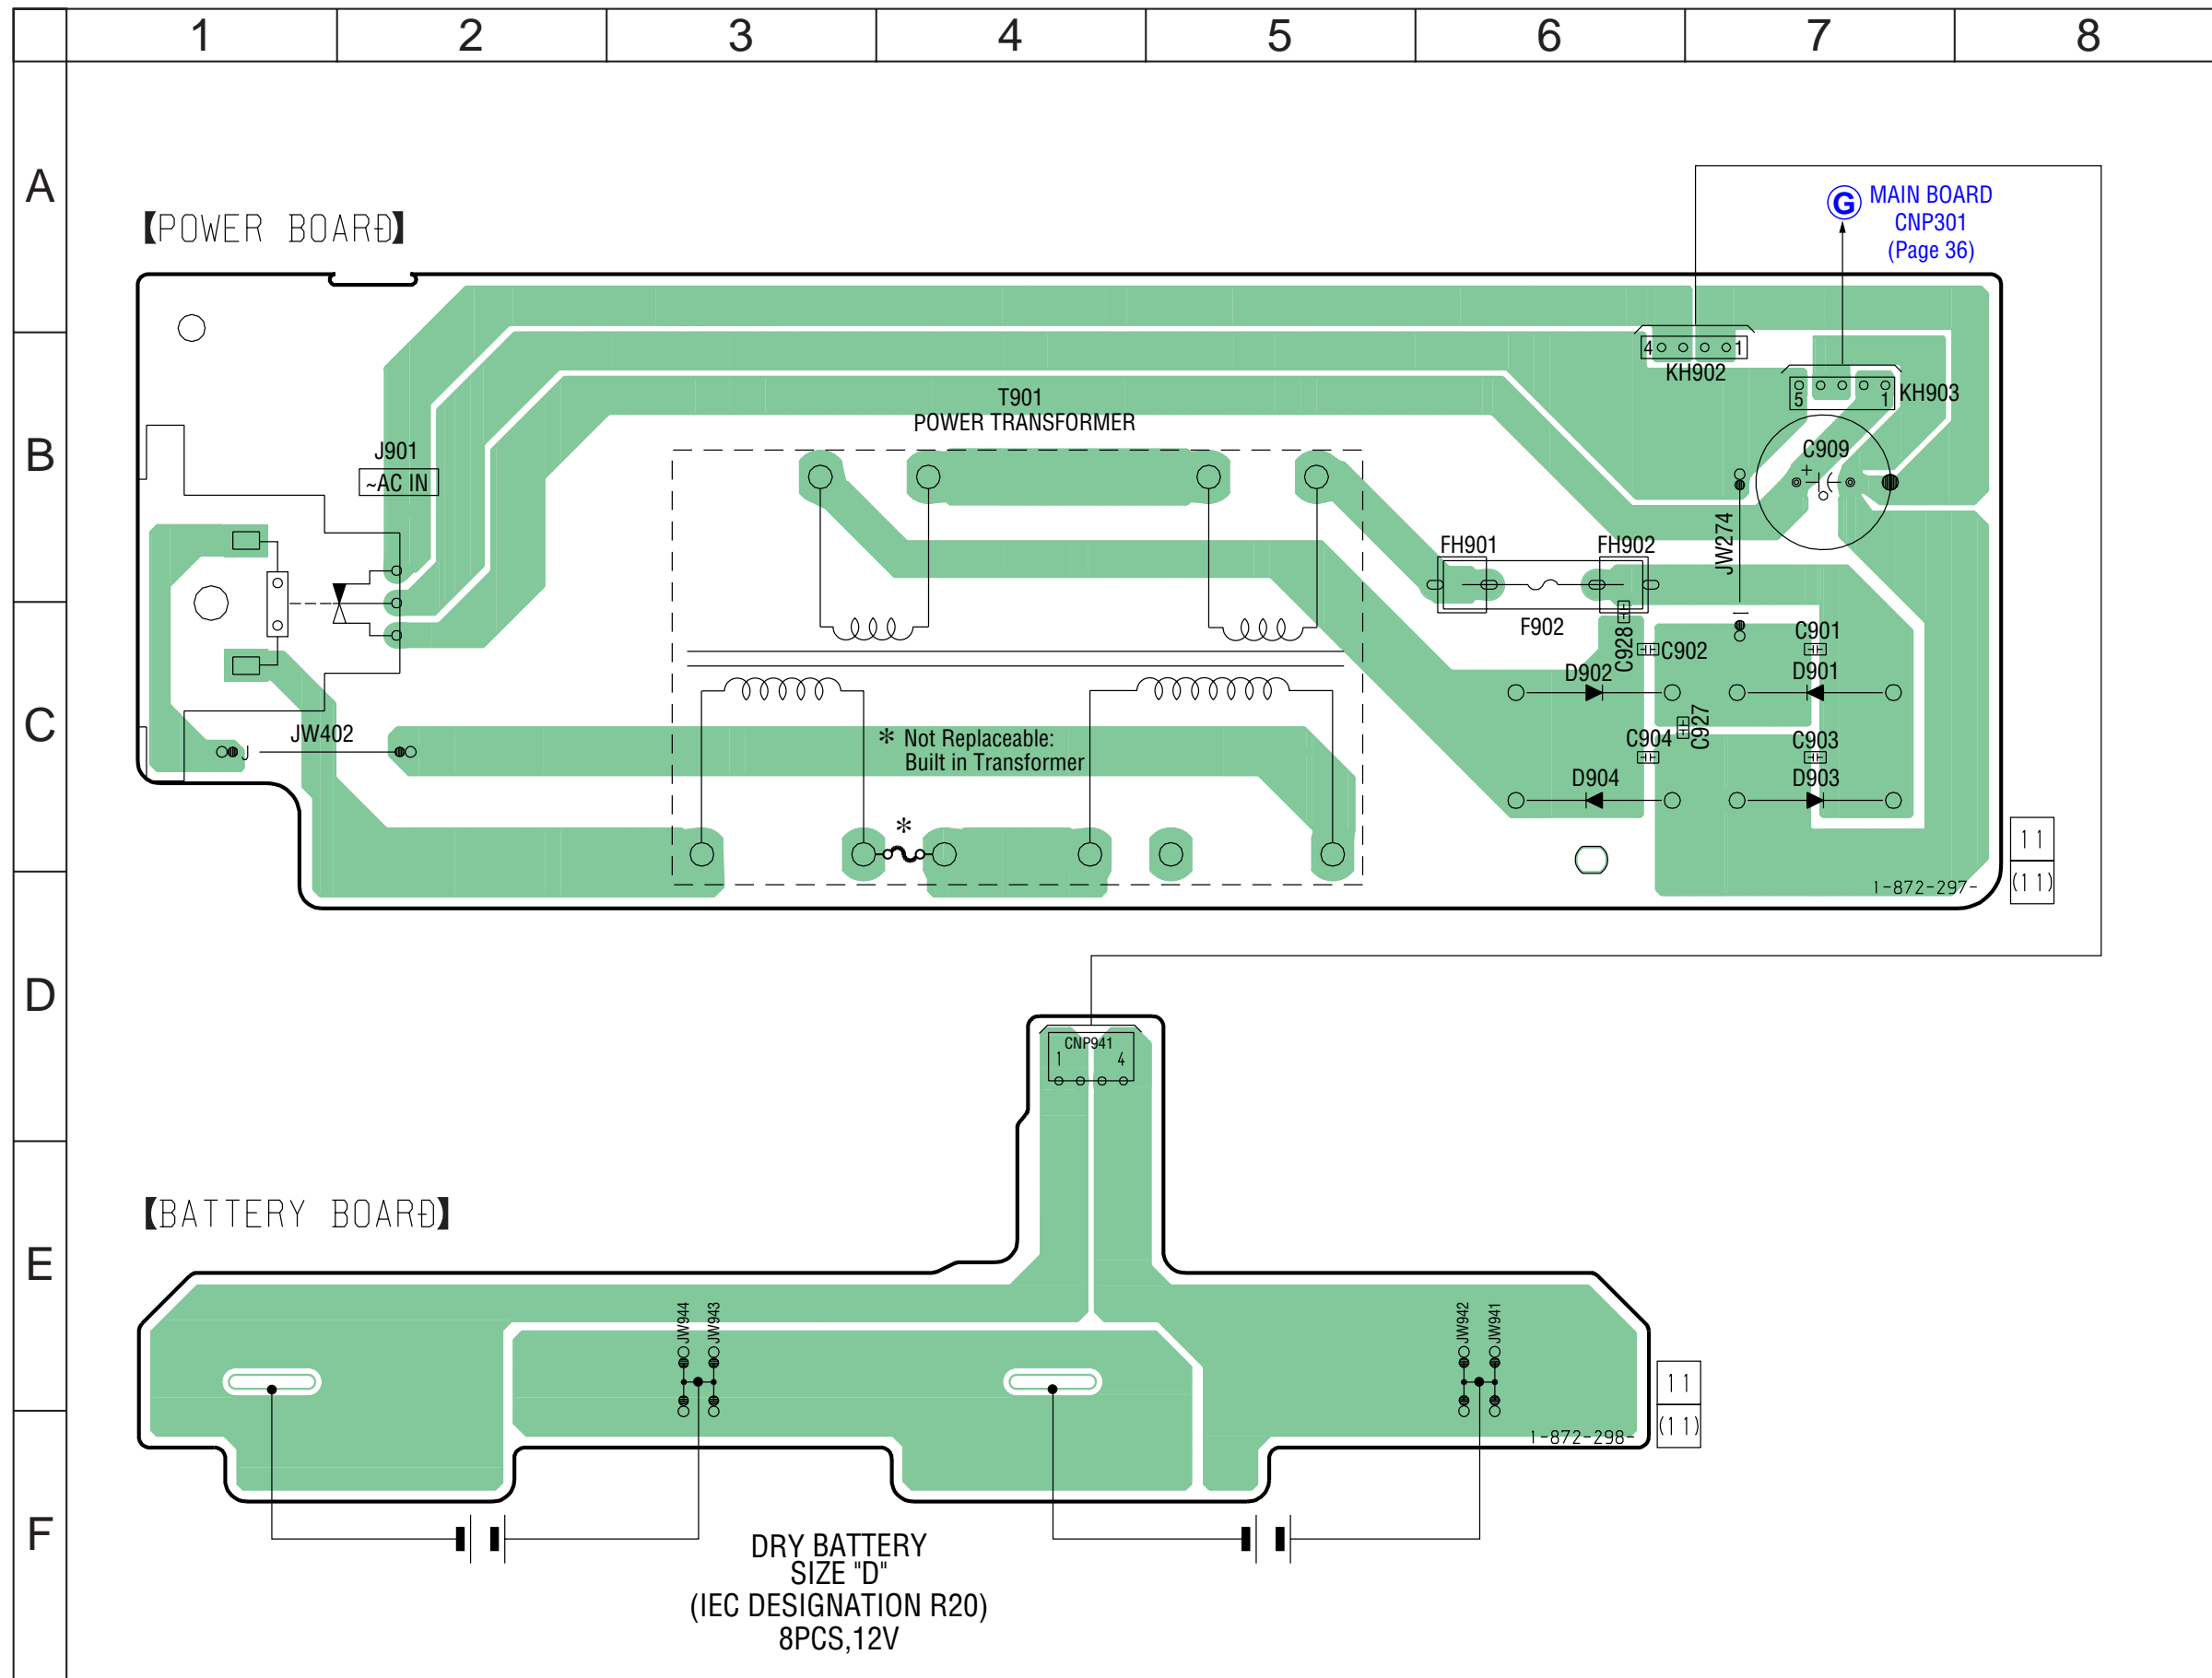 1 2 3 4 5 6 7 8
A
B
C
D
E
F
【POWER BOARD】
G MAIN BOARD
CNP301
(Page 36)
4 1
KH902
5 1 KH903
T901
POWER TRANSFORMER
J901
~AC IN
C909
+
JW274
FH901 FH902
F902
C928
C902
C901
D902
D901
C927
JW402
J
* Not Replaceable:
Built in Transformer
C904
C903
D904
D903
*
1-872-297-
11
(11)
CNP941
1 4
【BATTERY BOARD】
JW944
JW943
JW942
JW941
1-872-298-
11
(11)
DRY BATTERY
SIZE "D"
(IEC DESIGNATION R20)
8PCS,12V